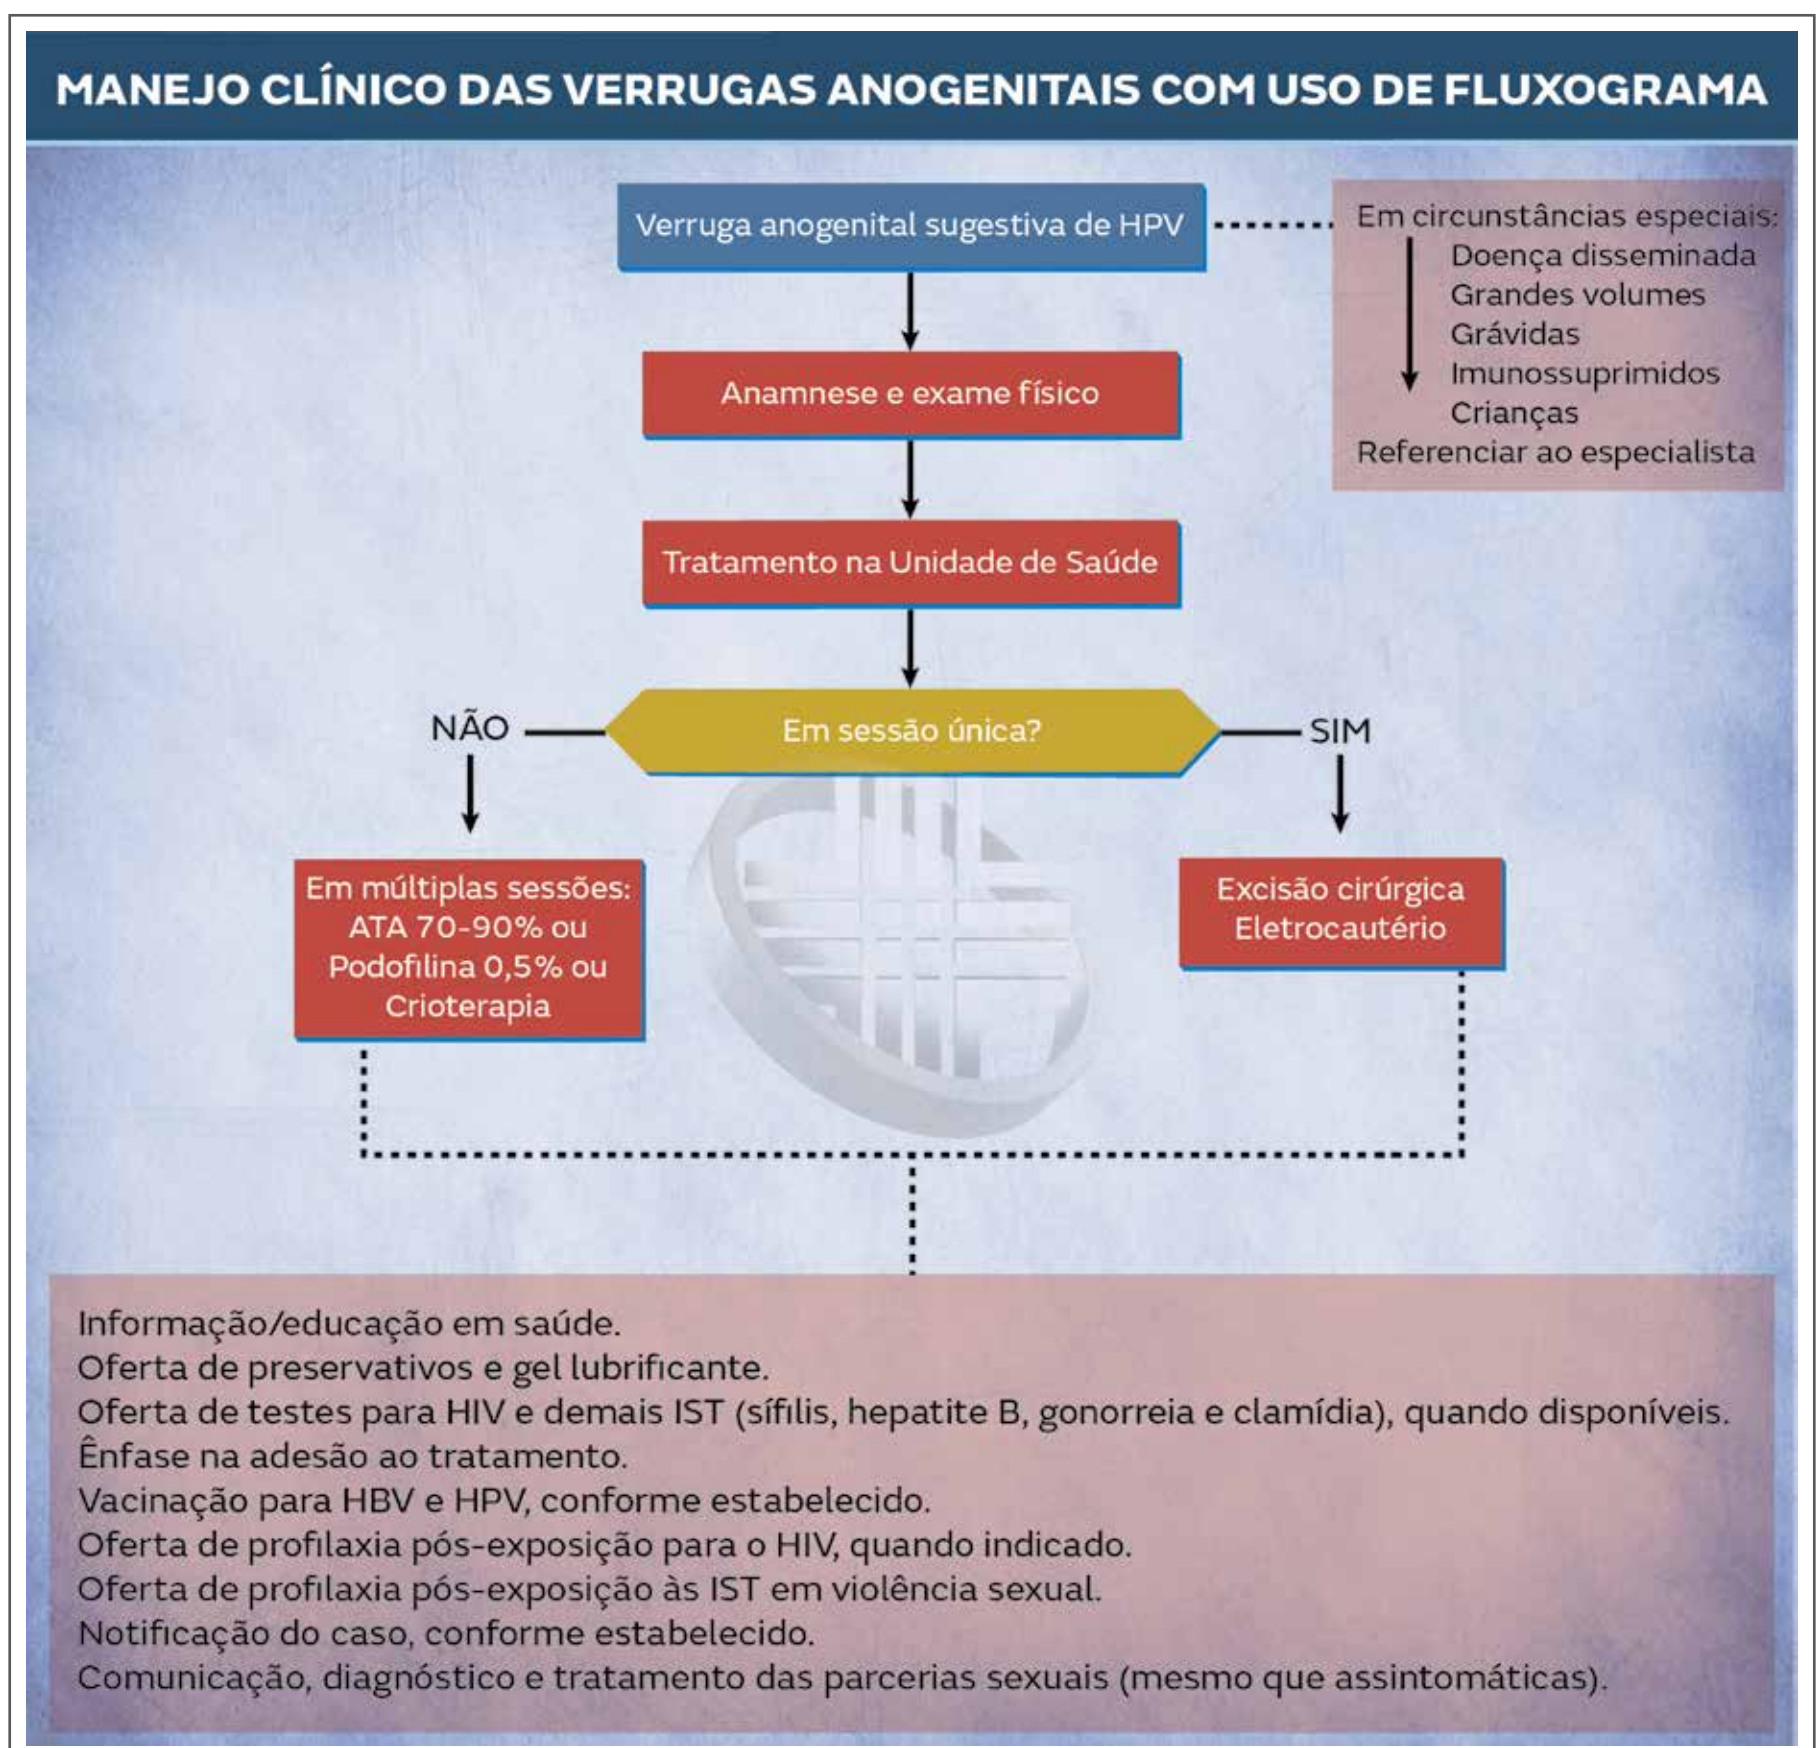 MANEJO CLÍNICO DAS VERRUGAS ANOGENITAIS COM USO DE FLUXOGRAMA
Verruga anogenital sugestiva de HPV
Em circunstâncias especiais:
Doença disseminada
Grandes volumes
Grávidas
Imunossuprimidos
Crianças
Referenciar ao especialista
Anamnese e exame físico
Tratamento na Unidade de Saúde
NÃO
Em sessão única?
SIM
Em múltiplas sessões:
ATA 70-90% ou
Podofilina 0,5% ou
Crioterapia
Excisão cirúrgica
Eletrocautério
Informação/educação em saúde.
Oferta de preservativos e gel lubrificante.
Oferta de testes para HIV e demais IST (sífilis, hepatite B, gonorreia e clamídia), quando disponíveis.
Ênfase na adesão ao tratamento.
Vacinação para HBV e HPV, conforme estabelecido.
Oferta de profilaxia pós-exposição para o HIV, quando indicado.
Oferta de profilaxia pós-exposição às IST em violência sexual.
Notificação do caso, conforme estabelecido.
Comunicação, diagnóstico e tratamento das parcerias sexuais (mesmo que assintomáticas).